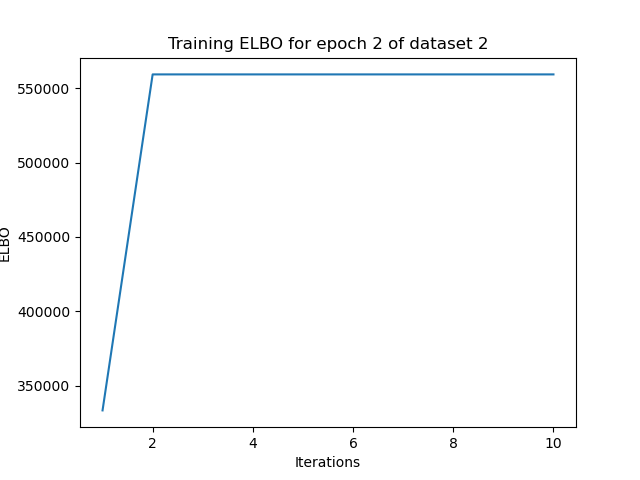 Training ELBO for epoch 2 of dataset 2
550000
500000
450000
400000
350000
ELBO
2 4 6 8 10
Iterations